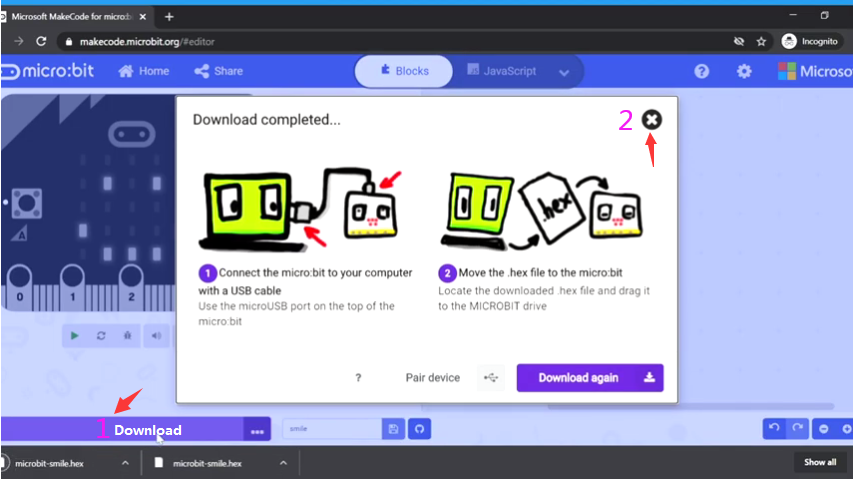 Microsoft MakeCode for micro:bi
makecode.microbit.org/#editor
Incognito
micro:bit
Home
Share
Blocks
JavaScript
?
Microso
Download completed...
2
.hex
1 Connect the micro:bit to your computer
with a USB cable
Use the microUSB port on the top of the
micro:bit
2 Move the .hex file to the micro:bit
Locate the downloaded .hex file and drag it
to the MICROBIT drive
A
0
1
2
?
Pair device
Download again
1
Download
...
smile
microbit-smile.hex
microbit-smile.hex
Show all